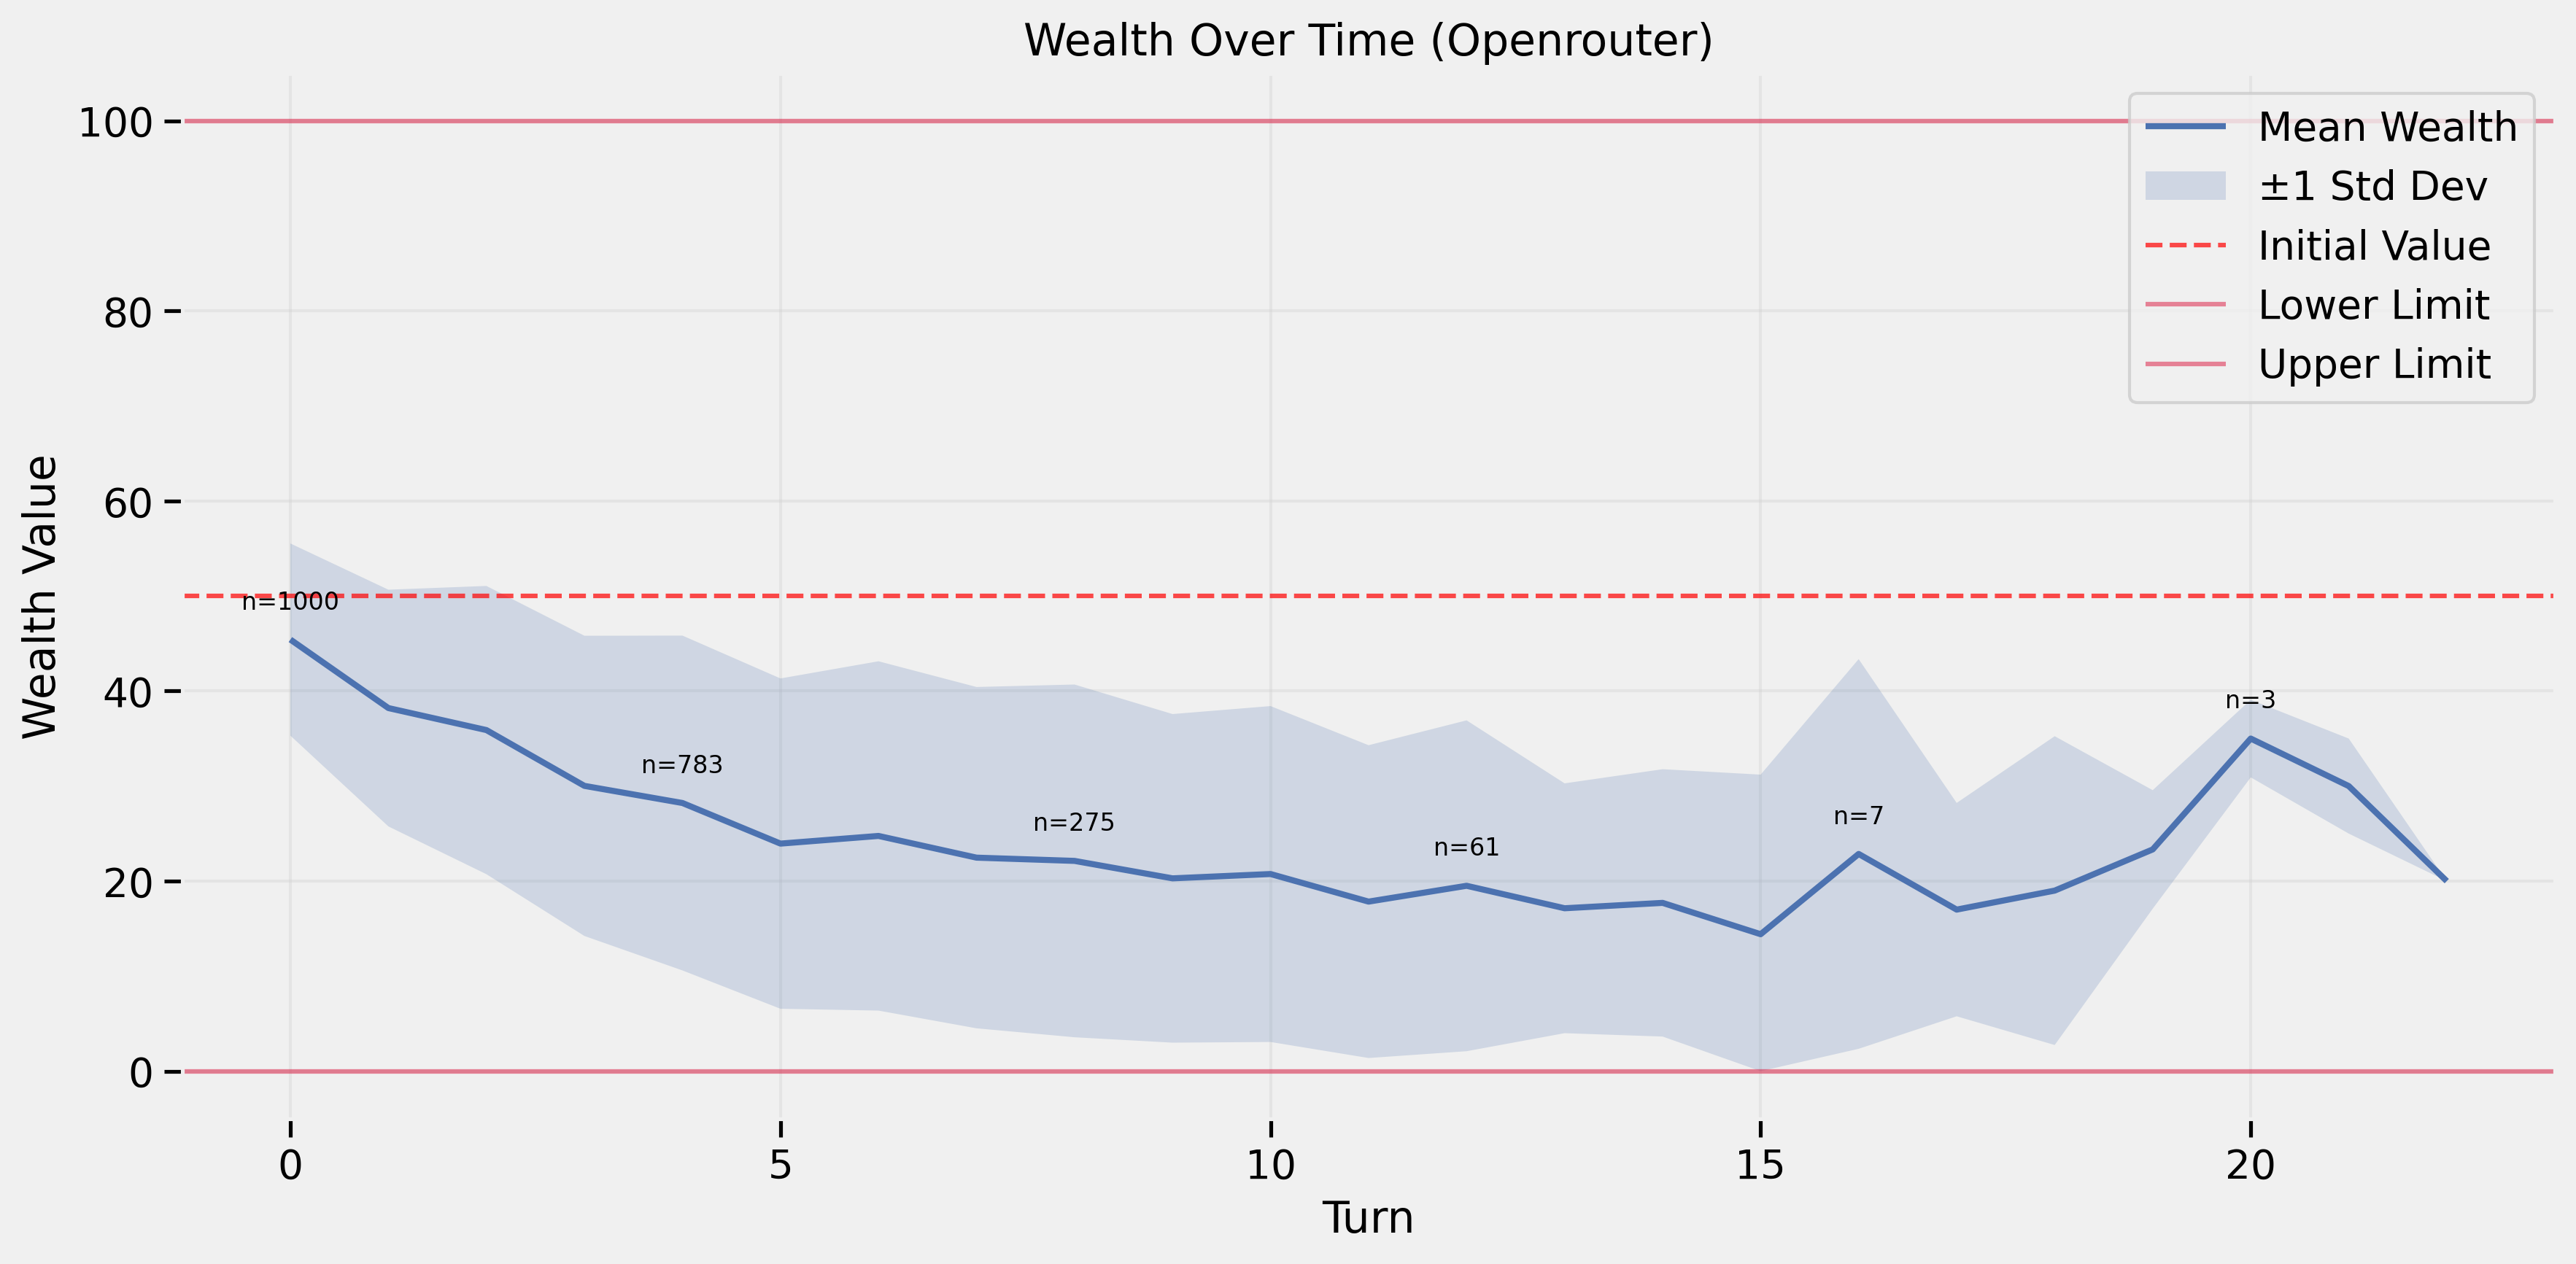 Wealth Over Time (Openrouter)
Mean Wealth
±1 Std Dev
Initial Value
Lower Limit
Upper Limit
Wealth Value
100
80
60
40
20
0
n=1000
n=783
n=275
n=61
n=7
n=3
0
5
10
15
20
Turn